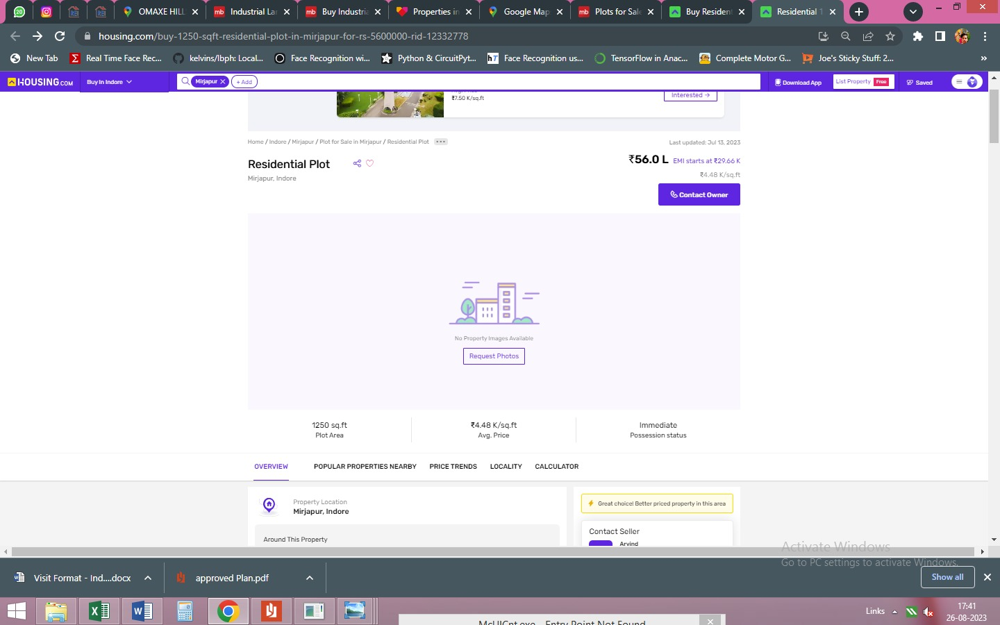 20
OMAXE HILL
Industrial La
Buy Industri
Properties in
Google Map
Plots for Sale
Buy Residen
Residential
housing.com/buy-1250-sqft-residential-plot-in-mirjapur-for-rs-5600000-rid-12332778
New Tab
Real Time Face Rec...
kelvins/lbph: Local...
Face Recognition wi...
Python & CircuitPyt...
Face Recognition us...
TensorFlow in Anac...
Complete Motor G...
Joe's Sticky Stuff: 2...
»
HOUSING.COM
Buy In Indore
Mirjapur
+ Add
Download App
List Property Free
Saved
₹7.50 K/sq.ft
Interested →
Home / Indore / Mirjapur / Plot for Sale in Mirjapur / Residential Plot
Last updated: Jul 13, 2023
Residential Plot
₹56.0 L EMI starts at ₹29.66 K
Mirjapur, Indore
₹4.48 K/sq.ft
Contact Owner
No Property Images Available
Request Photos
1250 sq.ft
Plot Area
₹4.48 K/sq.ft
Avg. Price
Immediate
Possession status
OVERVIEW
POPULAR PROPERTIES NEARBY
PRICE TRENDS
LOCALITY
CALCULATOR
Property Location
Mirjapur, Indore
Around This Property
Great choice! Better priced property in this area
Contact Seller
Arvind
Activate Windows
Go to PC settings to activate Windows.
Visit Format - Ind....docx
approved Plan.pdf
Show all
Links
17:41
26-08-2023
McUICnt.exe - Entry Point Not Found